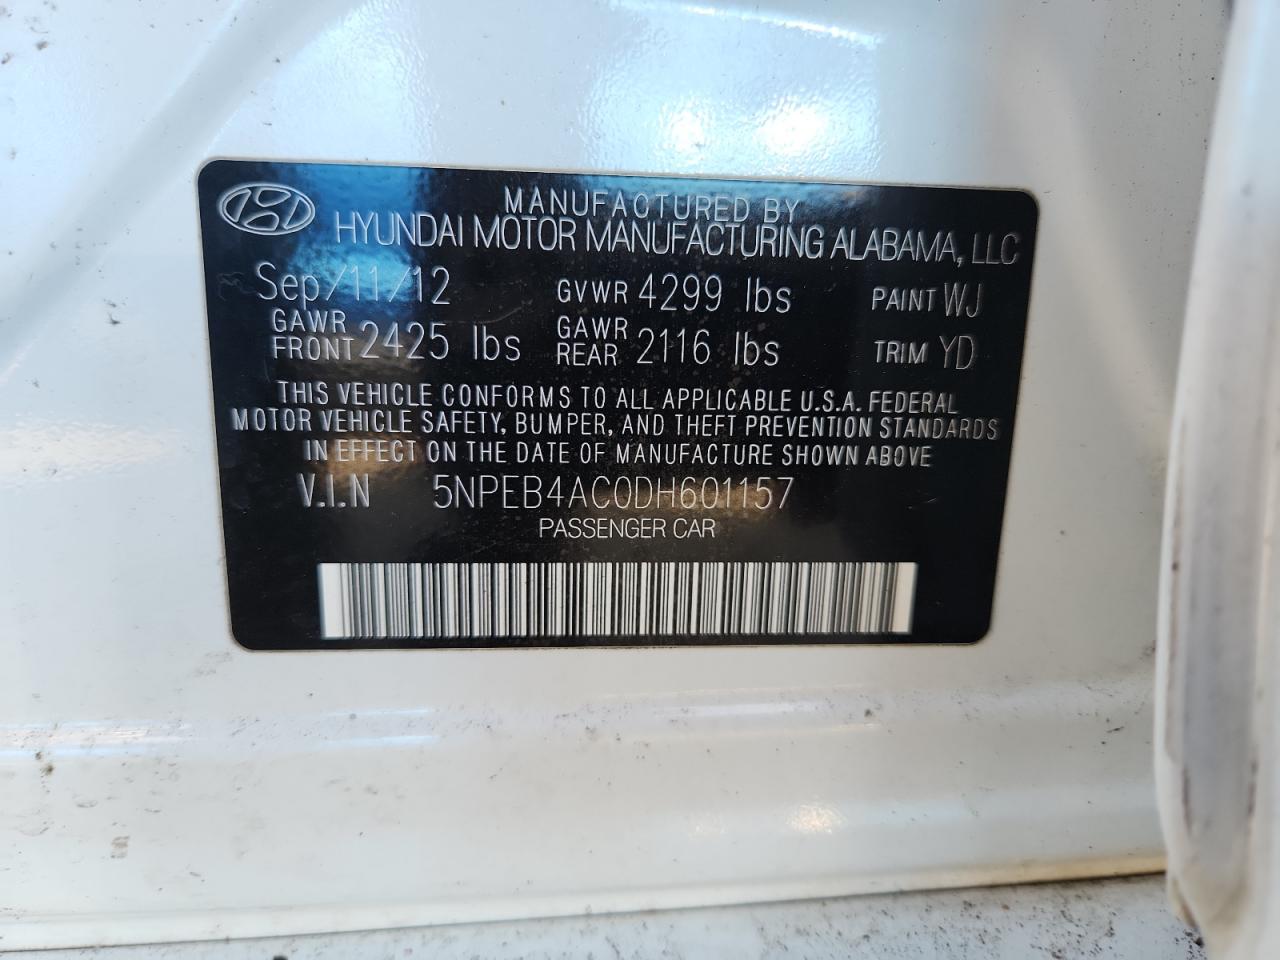 MANUFACTURED BY
HYUNDAI MOTOR MANUFACTURING ALABAMA, LLC
Sep/11/12 GVWR 4299 lbs PAINT WJ
GAWR FRONT 2425 lbs GAWR REAR 2116 lbs TRIM YD
THIS VEHICLE CONFORMS TO ALL APPLICABLE U.S.A. FEDERAL
MOTOR VEHICLE SAFETY, BUMPER, AND THEFT PREVENTION STANDARDS
IN EFFECT ON THE DATE OF MANUFACTURE SHOWN ABOVE
V.I.N 5NPEB4AC0DH601157
PASSENGER CAR